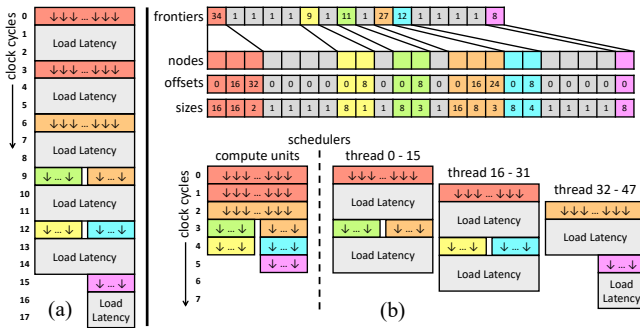 clock cycles
0
1
2
3
4
5
6
7
8
9
10
11
12
13
14
15
16
17
↓↓↓ ... ↓↓↓
Load Latency
↓↓↓ ... ↓↓↓
Load Latency
↓↓↓ ... ↓↓↓
Load Latency
↓ ... ↓ ↓ ... ↓
Load Latency
↓ ... ↓ ↓ ... ↓
Load Latency
↓ ... ↓
Load
Latency
(a)
frontiers 34 1 1 1 1 9 1 11 1 27 12 1 1 1 1 8
nodes
offsets 0 16 32 0 0 0 0 0 8 0 0 8 0 0 16 24 0 8 0 0 0 0 0
sizes 16 16 2 1 1 1 1 8 1 1 8 3 1 16 8 3 8 4 1 1 1 1 8
schedulers
compute units
clock cycles
0
1
2
3
4
5
6
7
↓↓↓ ... ↓↓↓
↓↓↓ ... ↓↓↓
↓↓↓ ... ↓↓↓
↓ ... ↓ ↓ ... ↓
↓ ... ↓ ↓ ... ↓
↓ ... ↓
thread 0 - 15
↓↓↓ ... ↓↓↓
Load Latency
↓ ... ↓ ↓ ... ↓
Load Latency
thread 16 - 31
↓↓↓ ... ↓↓↓
Load Latency
↓ ... ↓ ↓ ... ↓
Load Latency
thread 32 - 47
↓↓↓ ... ↓↓↓
Load Latency
↓ ... ↓
Load
Latency
(b)